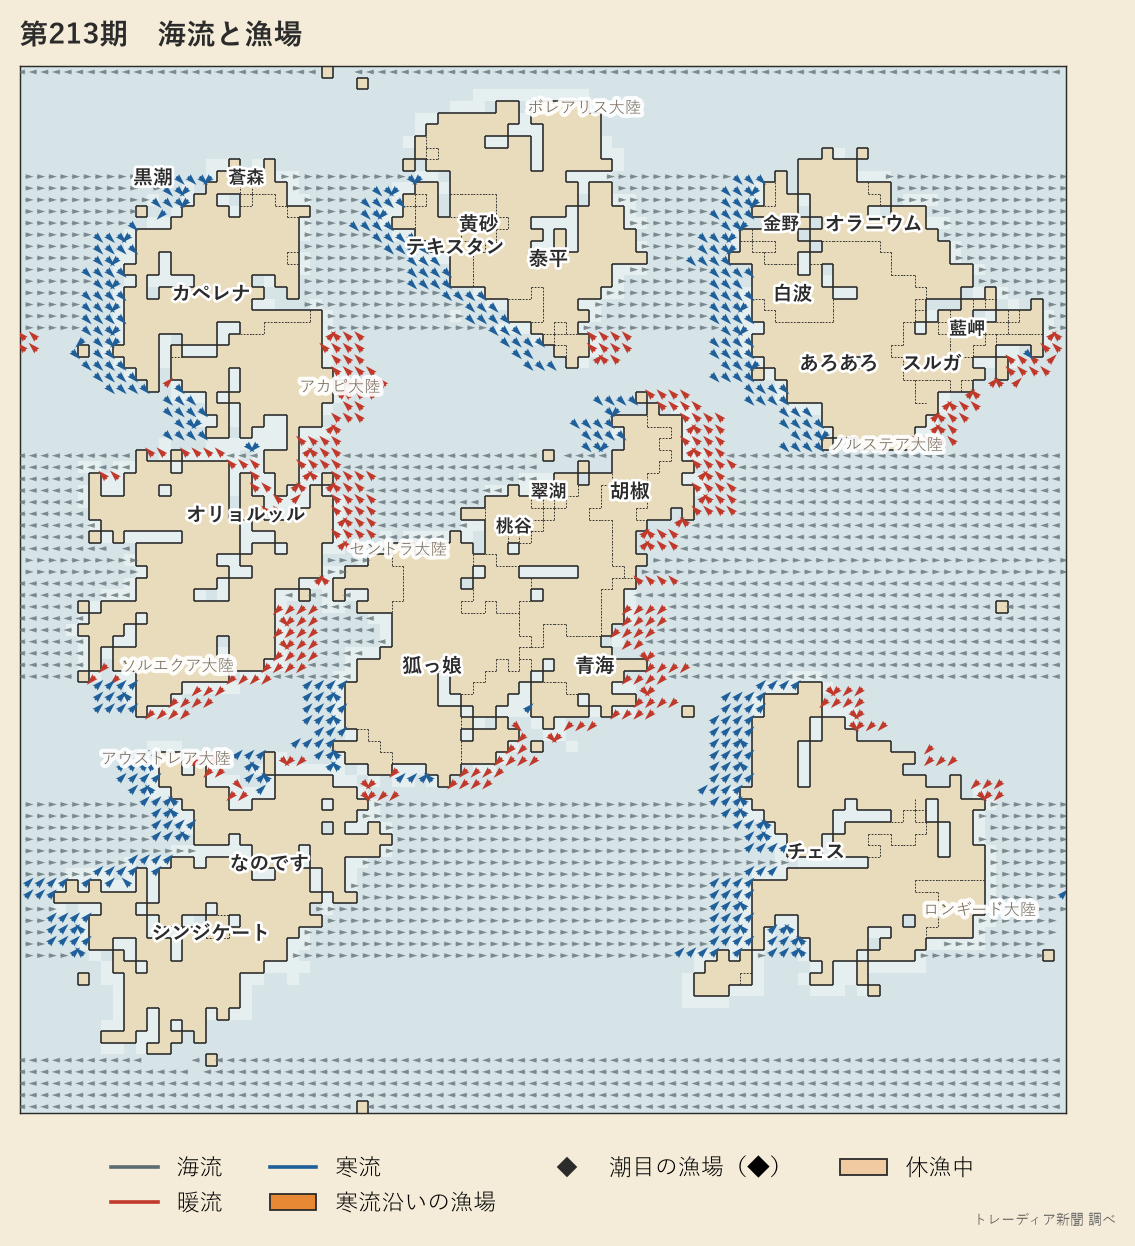 第213期　海流と漁場
ボレアリス大陸
黒潮
蒼森
黄砂
金野
オラニウム
テキスタン
泰平
カペレナ
白波
藍岬
あろあろ
スルガ
アカピ大陸
ノルステア大陸
翠湖
胡椒
オリョルッル
桃谷
セントラ大陸
ソルエクア大陸
狐っ娘
青海
アウストレア大陸
なのです
チェス
ロンギード大陸
シンジケート
海流
寒流
潮目の漁場（◆）
休漁中
暖流
寒流沿いの漁場
トレーディア新聞 調べ